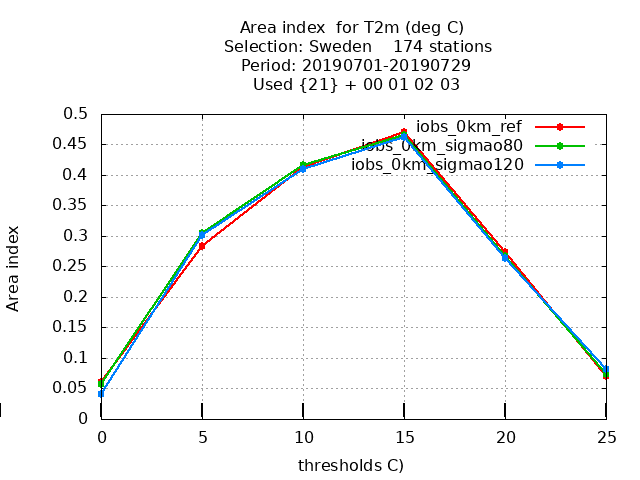 Area index  for T2m (deg C)
Selection: Sweden    174 stations
Period: 20190701-20190729
Used {21} + 00 01 02 03
0.5
0.45
0.4
0.35
0.3
0.25
0.2
0.15
0.1
0.05
0
Area index
iobs_0km_ref
iobs_0km_sigmao80
iobs_0km_sigmao120
0 5 10 15 20 25
thresholds C)